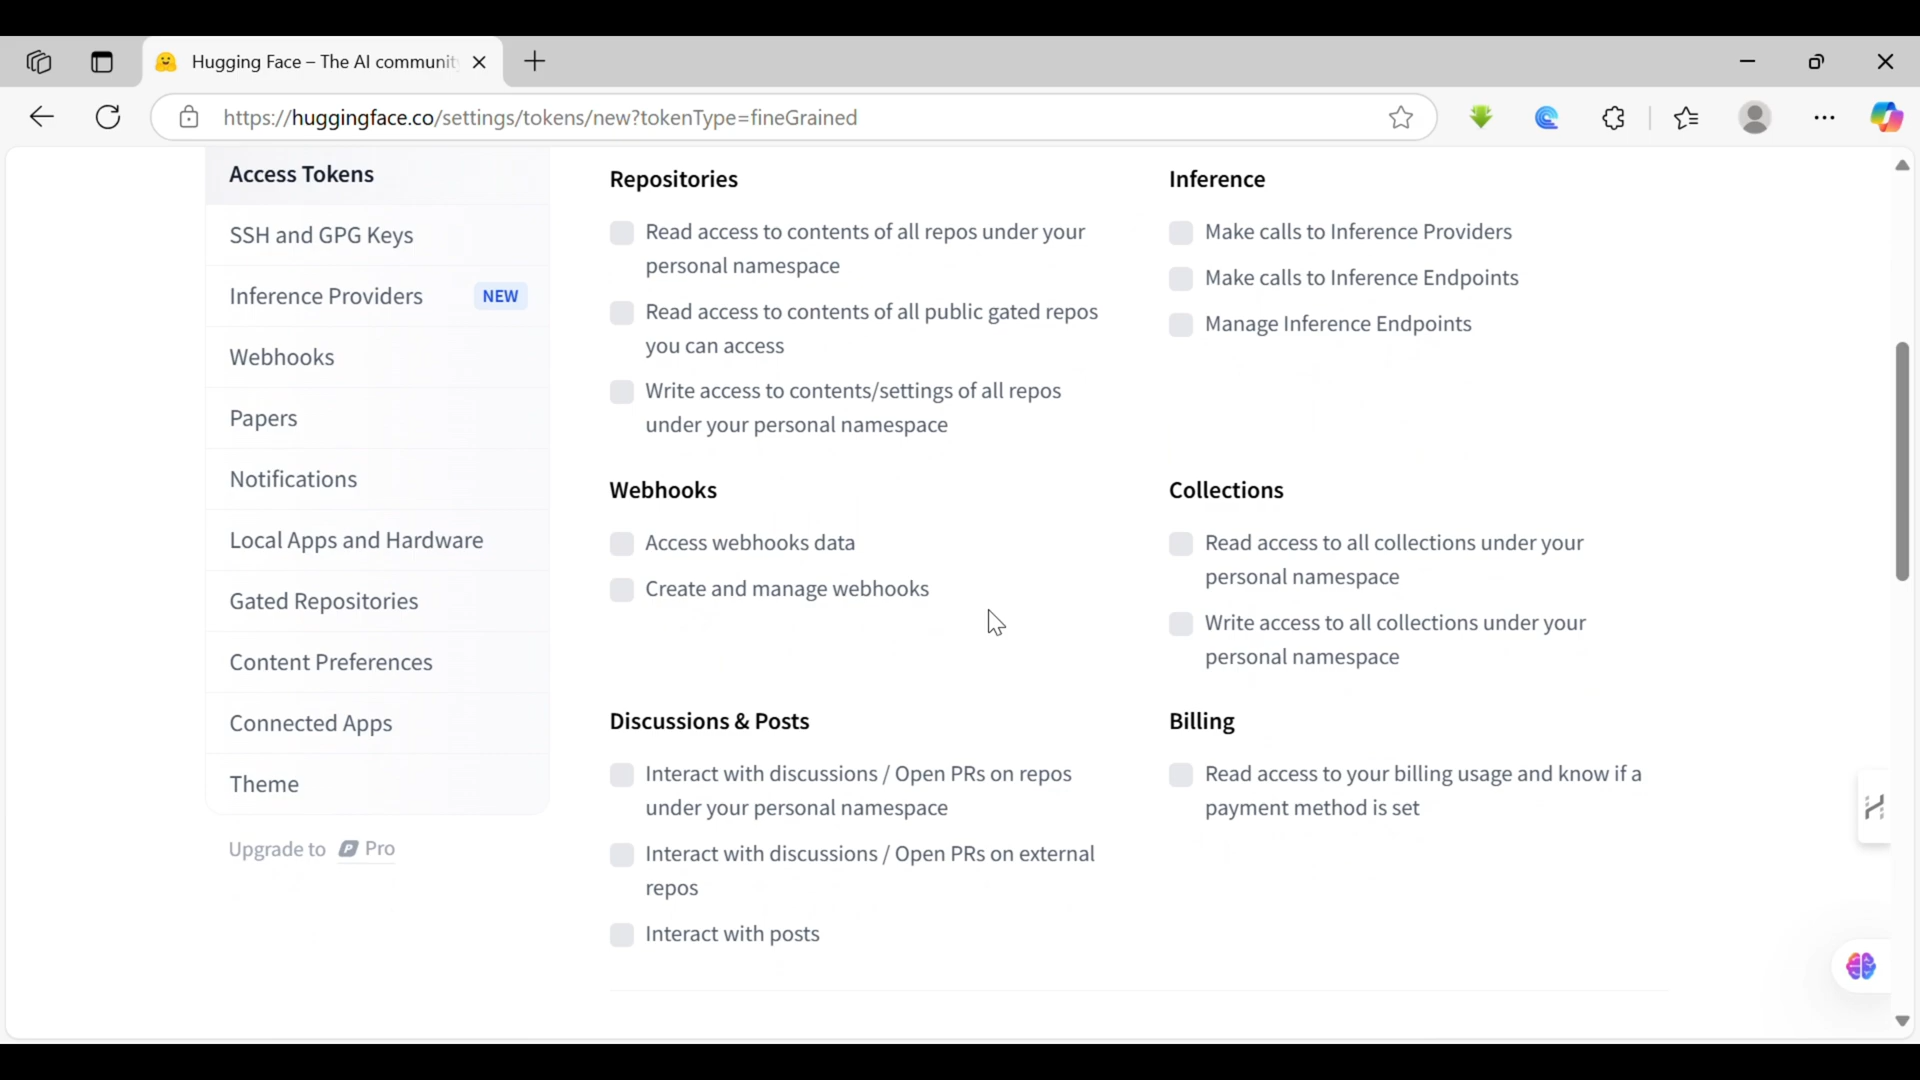 Hugging Face – The AI communit
https://huggingface.co/settings/tokens/new?tokenType=fineGrained
Access Tokens
SSH and GPG Keys
Inference Providers NEW
Webhooks
Papers
Notifications
Local Apps and Hardware
Gated Repositories
Content Preferences
Connected Apps
Theme
Upgrade to P Pro
Repositories
Read access to contents of all repos under your
personal namespace
Read access to contents of all public gated repos
you can access
Write access to contents/settings of all repos
under your personal namespace
Inference
Make calls to Inference Providers
Make calls to Inference Endpoints
Manage Inference Endpoints
Webhooks
Access webhooks data
Create and manage webhooks
Collections
Read access to all collections under your
personal namespace
Write access to all collections under your
personal namespace
Discussions & Posts
Interact with discussions / Open PRs on repos
under your personal namespace
Interact with discussions / Open PRs on external
repos
Interact with posts
Billing
Read access to your billing usage and know if a
payment method is set